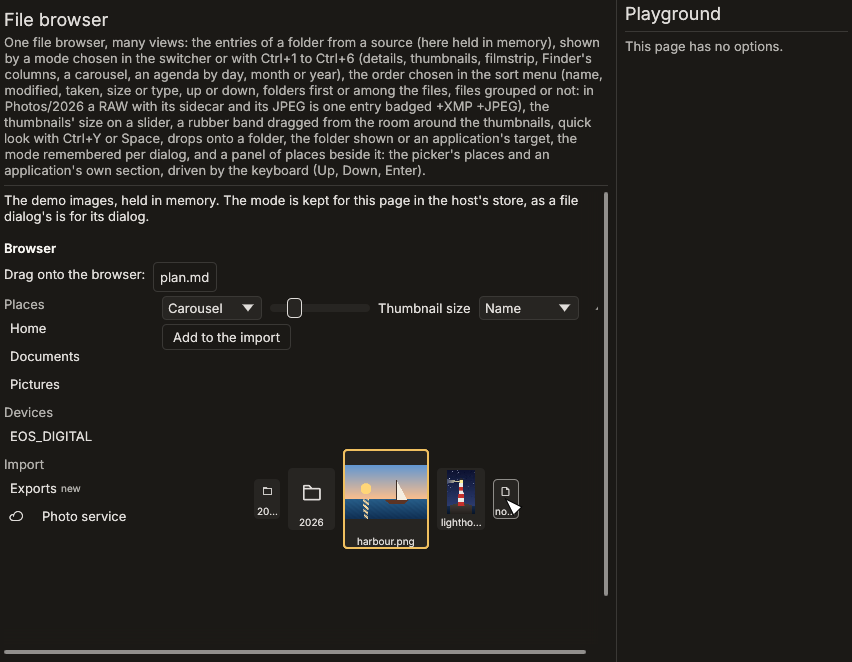 File browser
One file browser, many views: the entries of a folder from a source (here held in memory), shown
by a mode chosen in the switcher or with Ctrl+1 to Ctrl+6 (details, thumbnails, filmstrip, Finder's
columns, a carousel, an agenda by day, month or year), the order chosen in the sort menu (name,
modified, taken, size or type, up or down, folders first or among the files, files grouped or not: in
Photos/2026 a RAW with its sidecar and its JPEG is one entry badged +XMP +JPEG), the
thumbnails' size on a slider, a rubber band dragged from the room around the thumbnails, quick
look with Ctrl+Y or Space, drops onto a folder, the folder shown or an application's target, the
mode remembered per dialog, and a panel of places beside it: the picker's places and an
application's own section, driven by the keyboard (Up, Down, Enter).
The demo images, held in memory. The mode is kept for this page in the host's store, as a file
dialog's is for its dialog.
Browser
Drag onto the browser: plan.md
Places
Carousel Thumbnail size Name
Home
Add to the import
Documents
Pictures
Devices
EOS_DIGITAL
Import
Exports new
Photo service
20...
2026
harbour.png
lightho...
no...
Playground
This page has no options.